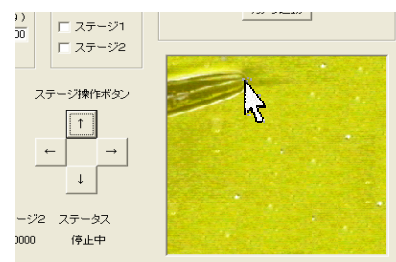 ステージ1
00
ステージ2
ステージ操作ボタン
↑
← →
↓
ージ2 ステータス
0000 停止中